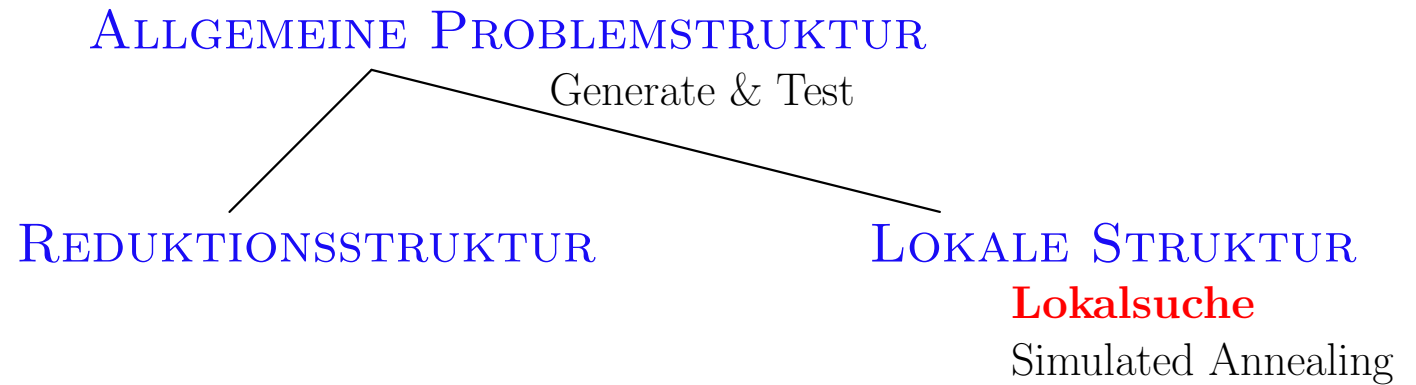 ALLGEMEINE PROBLEMSTRUKTUR
Generate & Test
REDUKTIONSSTRUKTUR
LOKALE STRUKTUR
Lokalsuche
Simulated Annealing